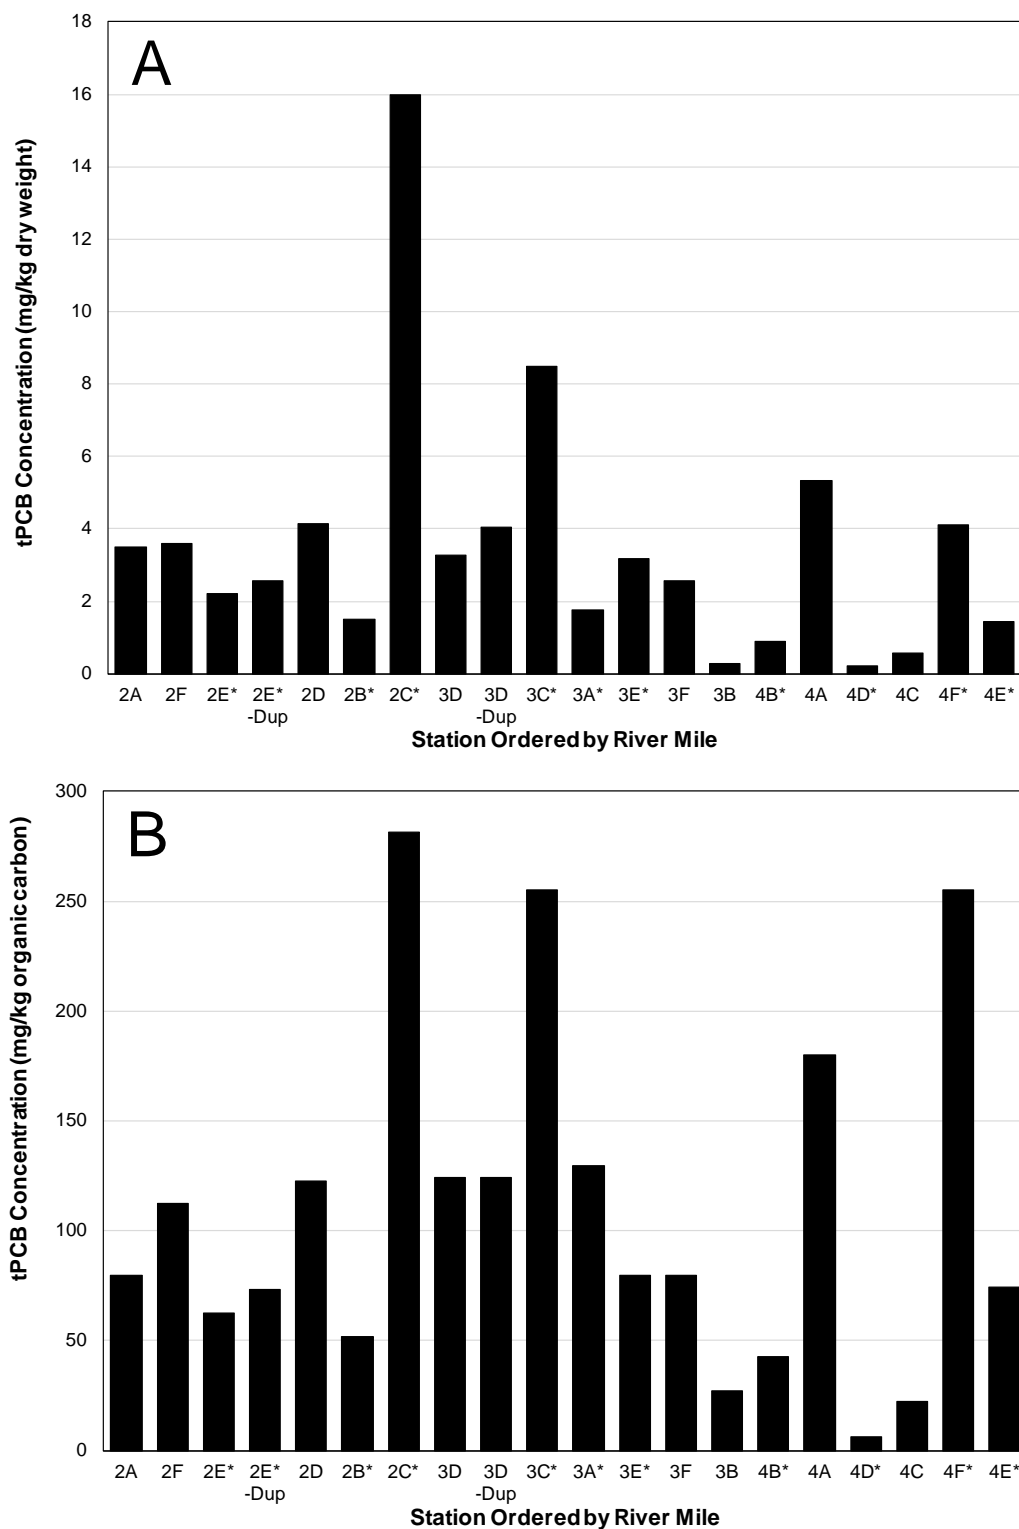 A
tPCB Concentration (mg/kg dry weight)
18
16
14
12
10
8
6
4
2
0
2A 2F 2E* 2E* 2D 2B* 2C* 3D 3D 3C* 3A* 3E* 3F 3B 4B* 4A 4D* 4C 4F* 4E*
-Dup -Dup
Station Ordered by River Mile
B
tPCB Concentration (mg/kg organic carbon)
300
250
200
150
100
50
0
2A 2F 2E* 2E* 2D 2B* 2C* 3D 3D 3C* 3A* 3E* 3F 3B 4B* 4A 4D* 4C 4F* 4E*
-Dup -Dup
Station Ordered by River Mile